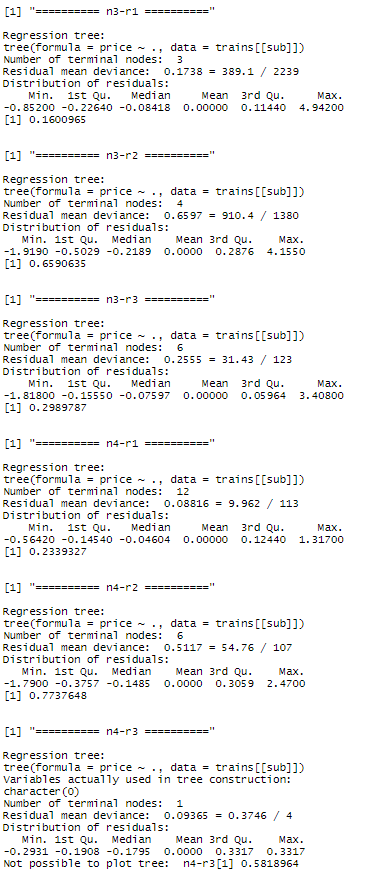 [1] "========== n3-r1 =========="
Regression tree:
tree(formula = price ~ ., data = trains[[sub]])
Number of terminal nodes:  3
Residual mean deviance:  0.1738 = 389.1 / 2239
Distribution of residuals:
    Min.  1st Qu.   Median     Mean  3rd Qu.     Max.
-0.85200 -0.22640 -0.08418  0.00000  0.11440  4.94200
[1] 0.1600965
[1] "========== n3-r2 =========="
Regression tree:
tree(formula = price ~ ., data = trains[[sub]])
Number of terminal nodes:  4
Residual mean deviance:  0.6597 = 910.4 / 1380
Distribution of residuals:
   Min. 1st Qu.  Median    Mean 3rd Qu.    Max.
-1.9190 -0.5029 -0.2189  0.0000  0.2876  4.1550
[1] 0.6590635
[1] "========== n3-r3 =========="
Regression tree:
tree(formula = price ~ ., data = trains[[sub]])
Number of terminal nodes:  6
Residual mean deviance:  0.2555 = 31.43 / 123
Distribution of residuals:
    Min.  1st Qu.   Median     Mean  3rd Qu.     Max.
-1.81800 -0.15550 -0.07597  0.00000  0.05964  3.40800
[1] 0.2989787
[1] "========== n4-r1 =========="
Regression tree:
tree(formula = price ~ ., data = trains[[sub]])
Number of terminal nodes:  12
Residual mean deviance:  0.08816 = 9.962 / 113
Distribution of residuals:
    Min.  1st Qu.   Median     Mean  3rd Qu.     Max.
-0.56420 -0.14540 -0.04604  0.00000  0.12440  1.31700
[1] 0.2339327
[1] "========== n4-r2 =========="
Regression tree:
tree(formula = price ~ ., data = trains[[sub]])
Number of terminal nodes:  6
Residual mean deviance:  0.5117 = 54.76 / 107
Distribution of residuals:
   Min. 1st Qu.  Median    Mean 3rd Qu.    Max.
-1.7900 -0.3757 -0.1485  0.0000  0.3059  2.4700
[1] 0.7737648
[1] "========== n4-r3 =========="
Regression tree:
tree(formula = price ~ ., data = trains[[sub]])
Variables actually used in tree construction:
character(0)
Number of terminal nodes:  1
Residual mean deviance:  0.09365 = 0.3746 / 4
Distribution of residuals:
   Min. 1st Qu.  Median    Mean 3rd Qu.    Max.
-0.2931 -0.1908 -0.1795  0.0000  0.3317  0.3317
Not possible to plot tree:  n4-r3[1] 0.5818964